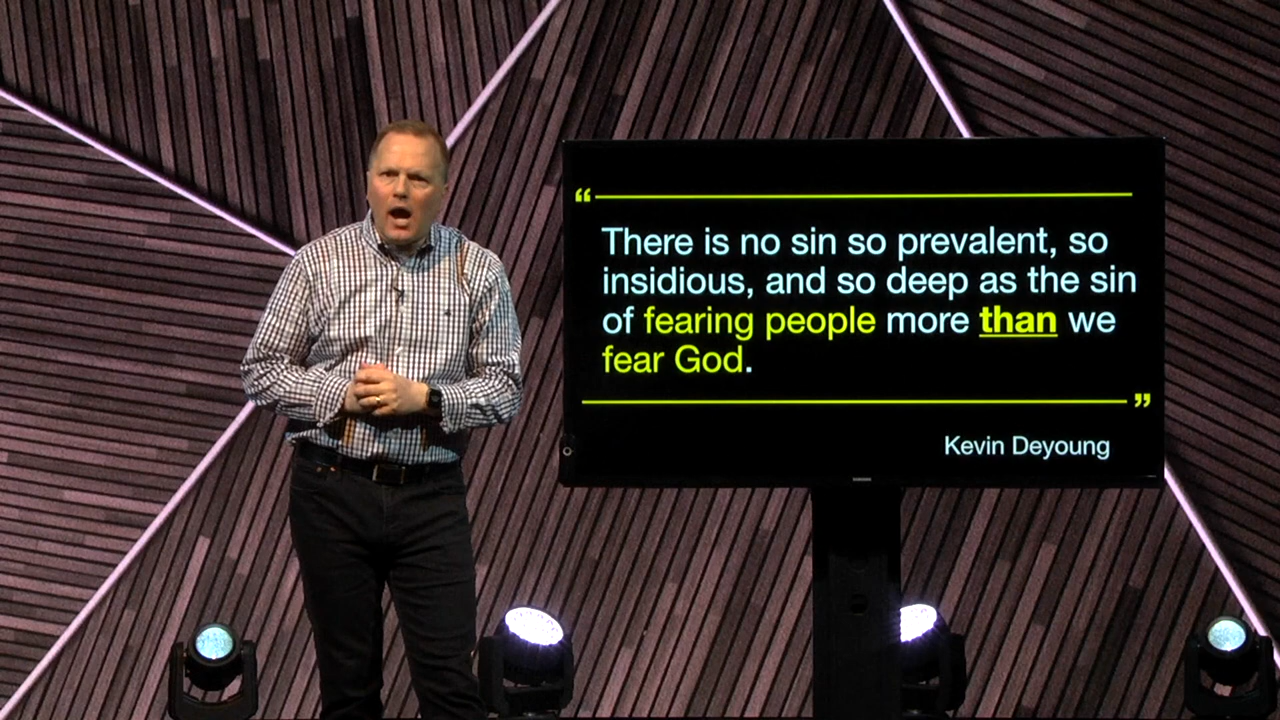 “
There is no sin so prevalent, so
insidious, and so deep as the sin
of fearing people more than we
fear God.
”
Kevin Deyoung